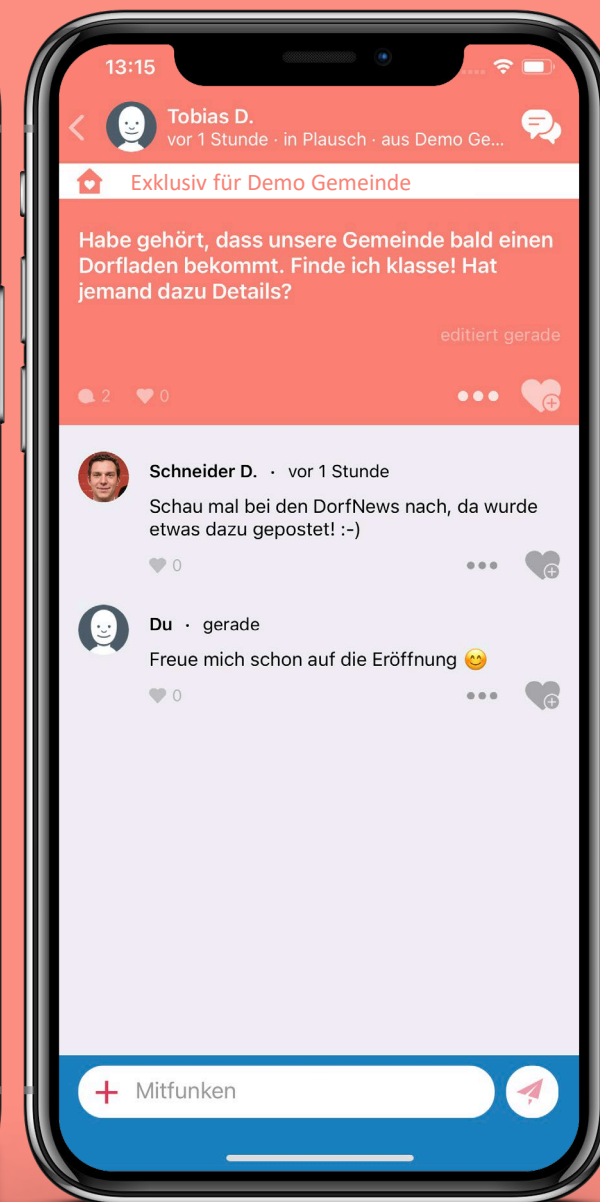 13:15
Tobias D.
vor 1 Stunde · in Plausch · aus Demo Ge...
Exklusiv für Demo Gemeinde
Habe gehört, dass unsere Gemeinde bald einen
Dorfladen bekommt. Finde ich klasse! Hat
jemand dazu Details?
editiert gerade
2 0
Schneider D. · vor 1 Stunde
Schau mal bei den DorfNews nach, da wurde
etwas dazu gepostet! :-)
0
Du · gerade
Freue mich schon auf die Eröffnung 😊
0
Mitfunken